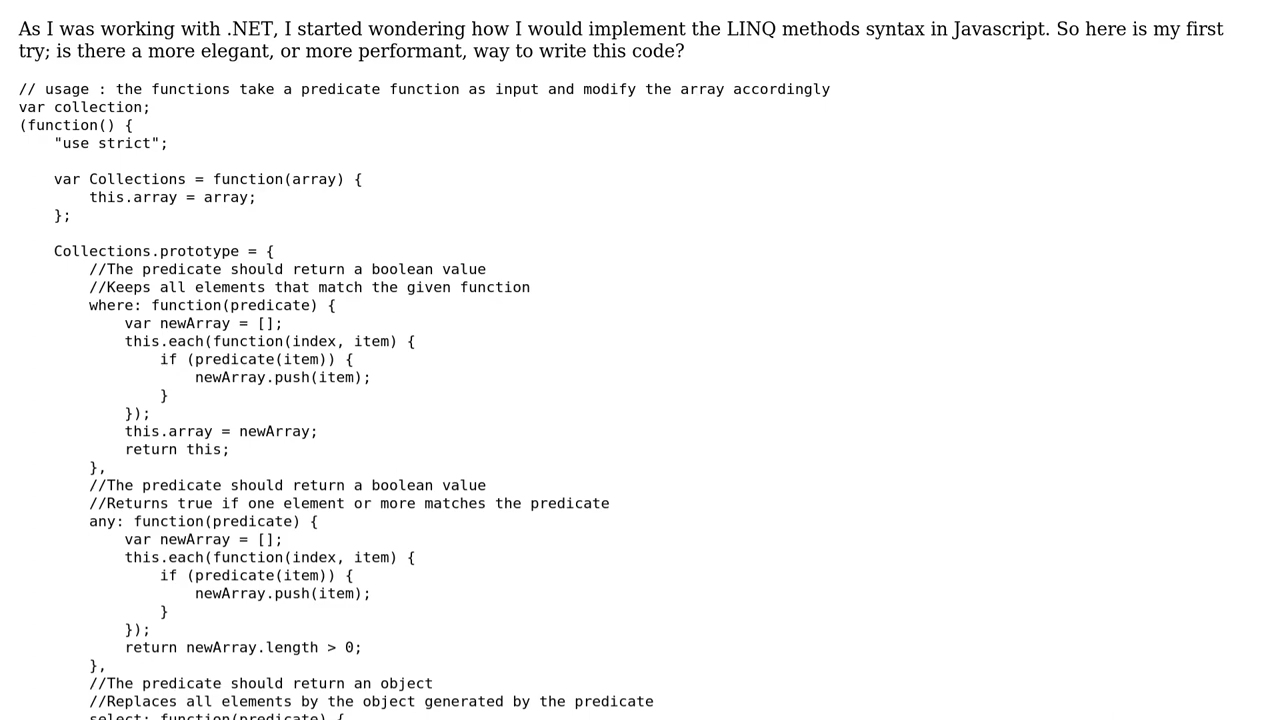 As I was working with .NET, I started wondering how I would implement the LINQ methods syntax in Javascript. So here is my first
try; is there a more elegant, or more performant, way to write this code?
// usage : the functions take a predicate function as input and modify the array accordingly
var collection;
(function() {
    "use strict";

    var Collections = function(array) {
        this.array = array;
    };

    Collections.prototype = {
        //The predicate should return a boolean value
        //Keeps all elements that match the given function
        where: function(predicate) {
            var newArray = [];
            this.each(function(index, item) {
                if (predicate(item)) {
                    newArray.push(item);
                }
            });
            this.array = newArray;
            return this;
        },
        //The predicate should return a boolean value
        //Returns true if one element or more matches the predicate
        any: function(predicate) {
            var newArray = [];
            this.each(function(index, item) {
                if (predicate(item)) {
                    newArray.push(item);
                }
            });
            return newArray.length > 0;
        },
        //The predicate should return an object
        //Replaces all elements by the object generated by the predicate
        select: function(predicate) {